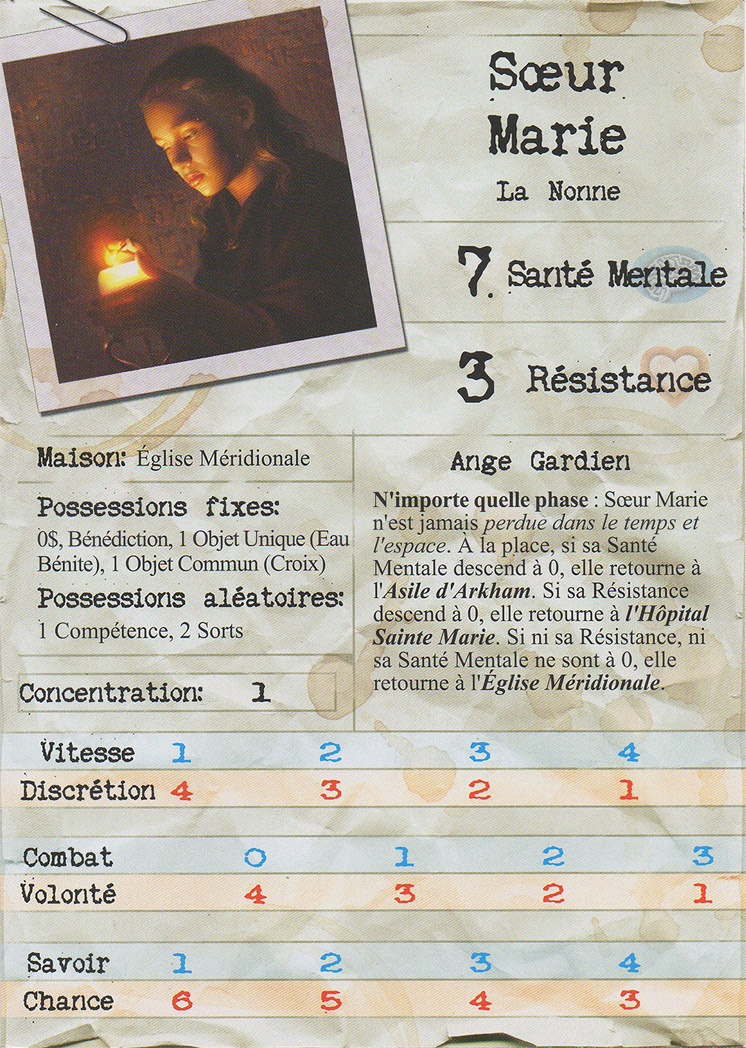 Sœur
Marie
La Nonne
7 Santé Mentale
3 Résistance
Maison: Église Méridionale
Possessions fixes:
0$, Bénédiction, 1 Objet Unique (Eau
Bénite), 1 Objet Commun (Croix)
Possessions aléatoires:
1 Compétence, 2 Sorts
Concentration: 1
Ange Gardien
N'importe quelle phase : Sœur Marie
n'est jamais perdue dans le temps et
l'espace. À la place, si sa Santé
Mentale descend à 0, elle retourne à
l'Asile d'Arkham. Si sa Résistance
descend à 0, elle retourne à l'Hôpital
Sainte Marie. Si ni sa Résistance, ni
sa Santé Mentale ne sont à 0, elle
retourne à l'Église Méridionale.
Vitesse 1 2 3 4
Discrétion 4 3 2 1
Combat 0 1 2 3
Volonté 4 3 2 1
Savoir 1 2 3 4
Chance 6 5 4 3